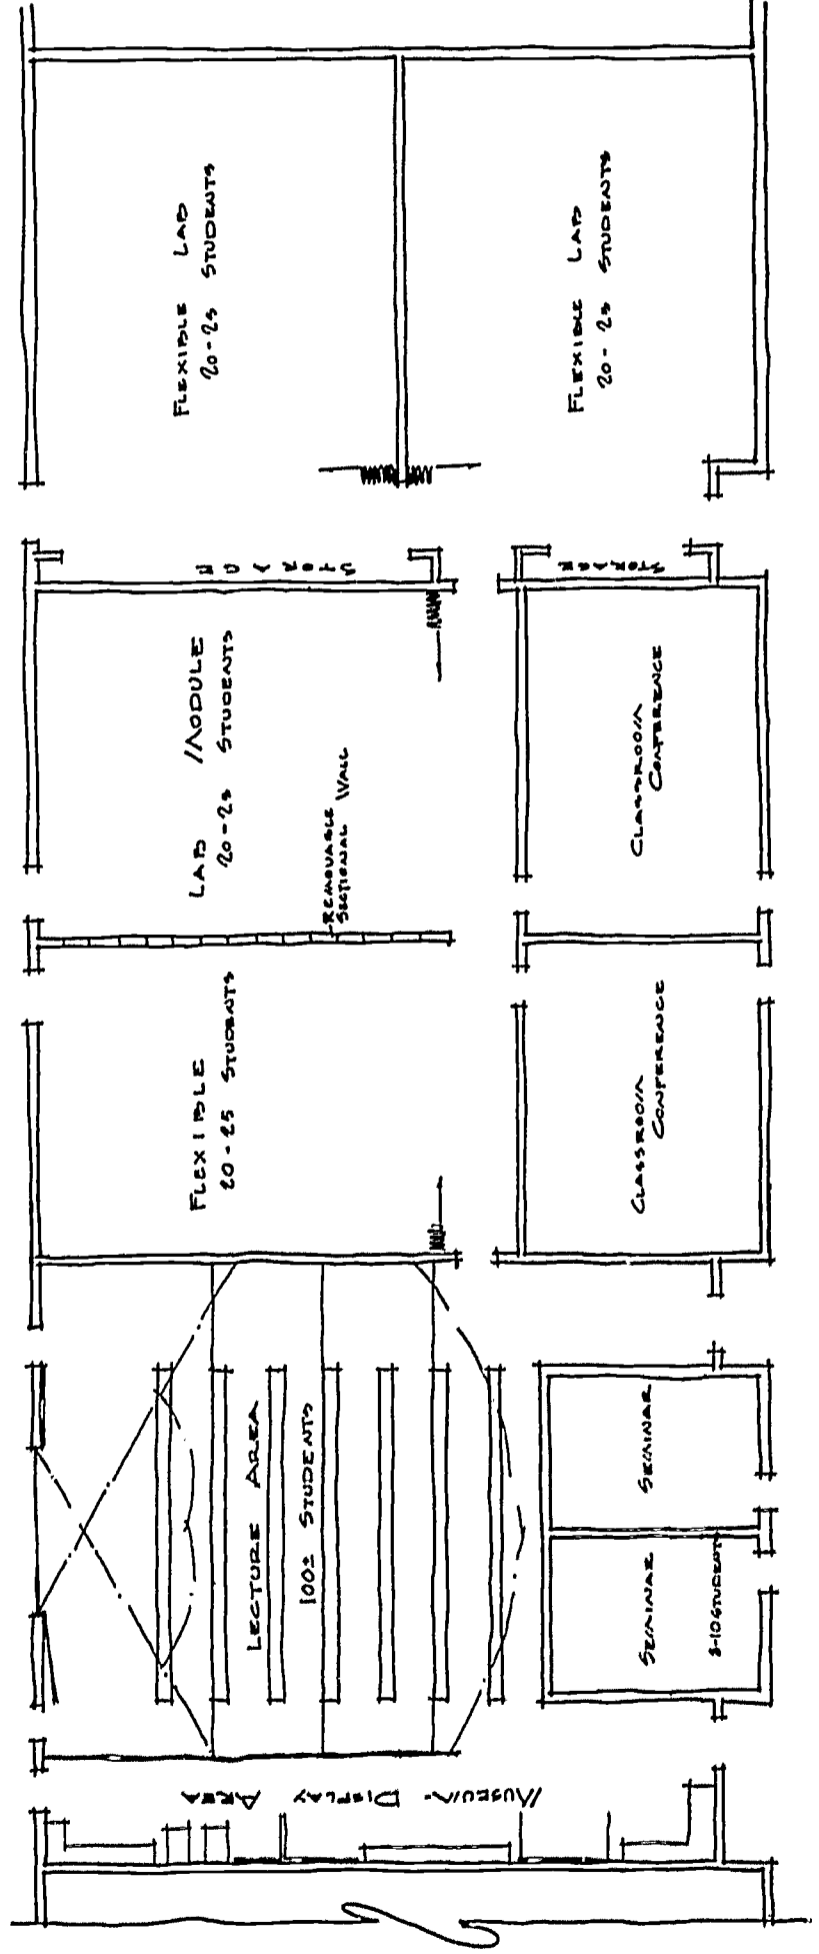 FLEXIBLE LAB
20-25 STUDENTS
FLEXIBLE LAB
20-25 STUDENTS
LAB MODULE
20-25 STUDENTS
REMOVABLE
SECTIONAL WALL
CLASSROOM
CONFERENCE
FLEXIBLE
20-25 STUDENTS
CLASSROOM
CONFERENCE
LECTURE AREA
100± STUDENTS
SEMINAR
SEMINAR
8-10 STUDENTS
MUSEUM - DISPLAY AREA